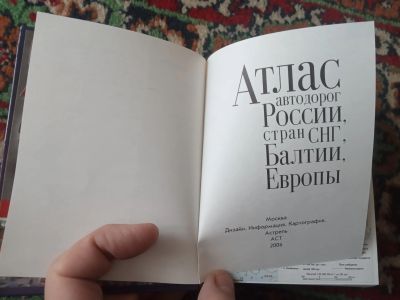 Атлас
автодорог
России,
стран СНГ,
Балтии,
Европы
Москва
Дизайн. Информация. Картография.
Астрель
АСТ
2006